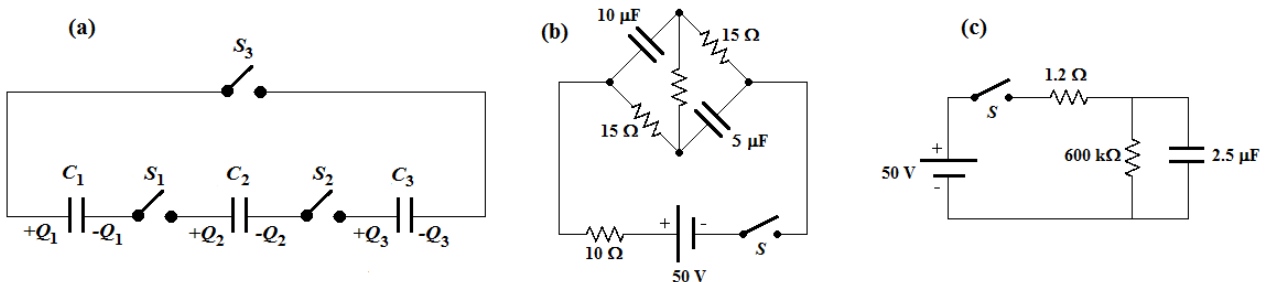 (a)
S3
C1 S1 C2 S2 C3
+Q1 -Q1 +Q2 -Q2 +Q3 -Q3
(b)
10 µF
15 Ω
15 Ω
5 µF
+ -
10 Ω
50 V
S
(c)
1.2 Ω
S
+
50 V
-
600 kΩ
2.5 µF